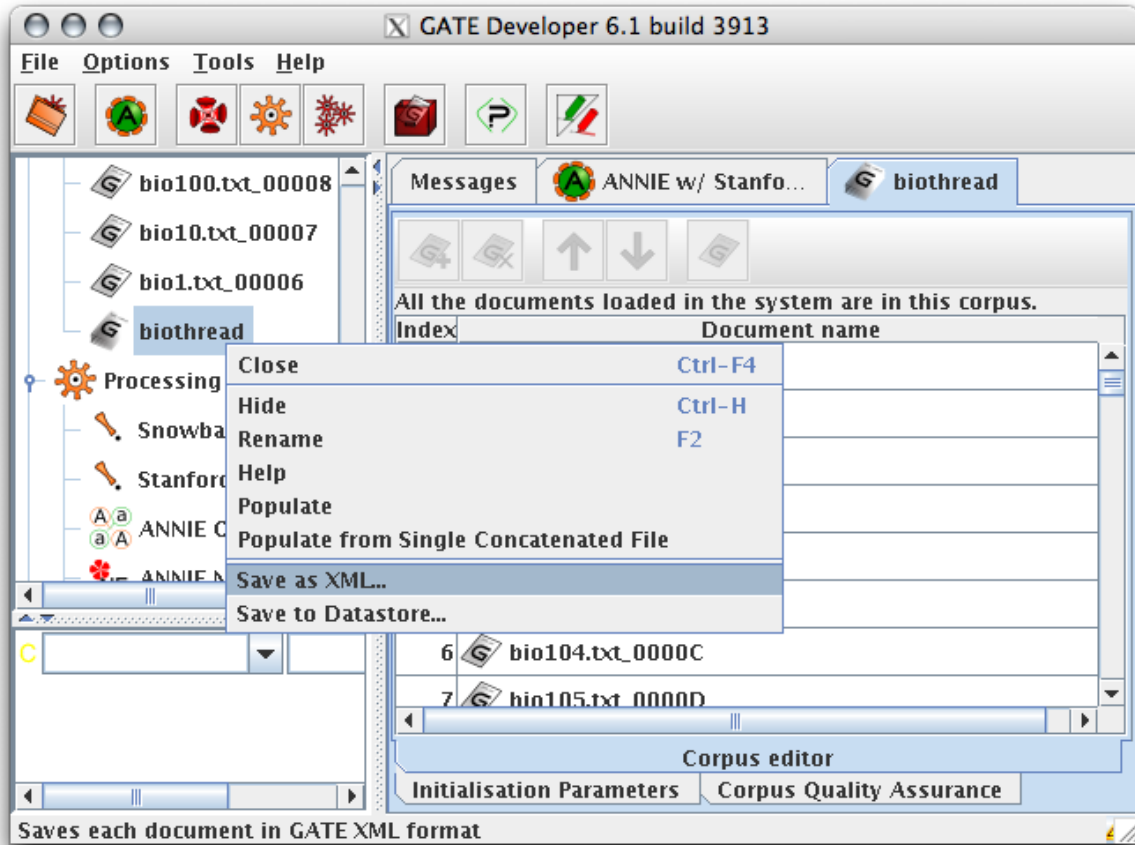 GATE Developer 6.1 build 3913
File Options Tools Help
bio100.txt_00008
bio10.txt_00007
bio1.txt_00006
biothread
Processing
Snowba
Stanford
ANNIE
ANNIE
Messages
ANNIE w/ Stanfo...
biothread
All the documents loaded in the system are in this corpus.
Index Document name
Close Ctrl-F4
Hide Ctrl-H
Rename F2
Help
Populate
Populate from Single Concatenated File
Save as XML...
Save to Datastore...
6 bio104.txt_0000C
7 bio105.txt_0000D
Corpus editor
Initialisation Parameters Corpus Quality Assurance
C
Saves each document in GATE XML format